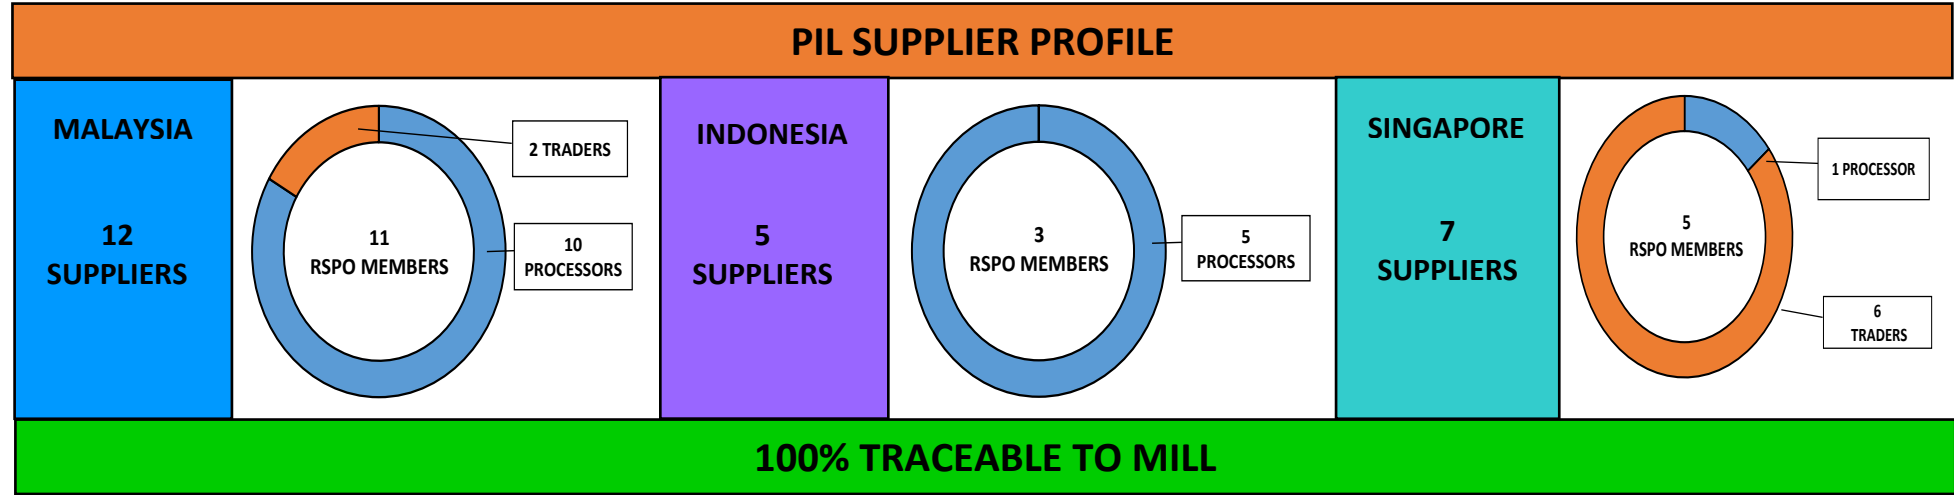 PIL SUPPLIER PROFILE
MALAYSIA
12
SUPPLIERS
11
RSPO MEMBERS
2 TRADERS
10
PROCESSORS
INDONESIA
5
SUPPLIERS
3
RSPO MEMBERS
5
PROCESSORS
SINGAPORE
7
SUPPLIERS
5
RSPO MEMBERS
1 PROCESSOR
6
TRADERS
100% TRACEABLE TO MILL